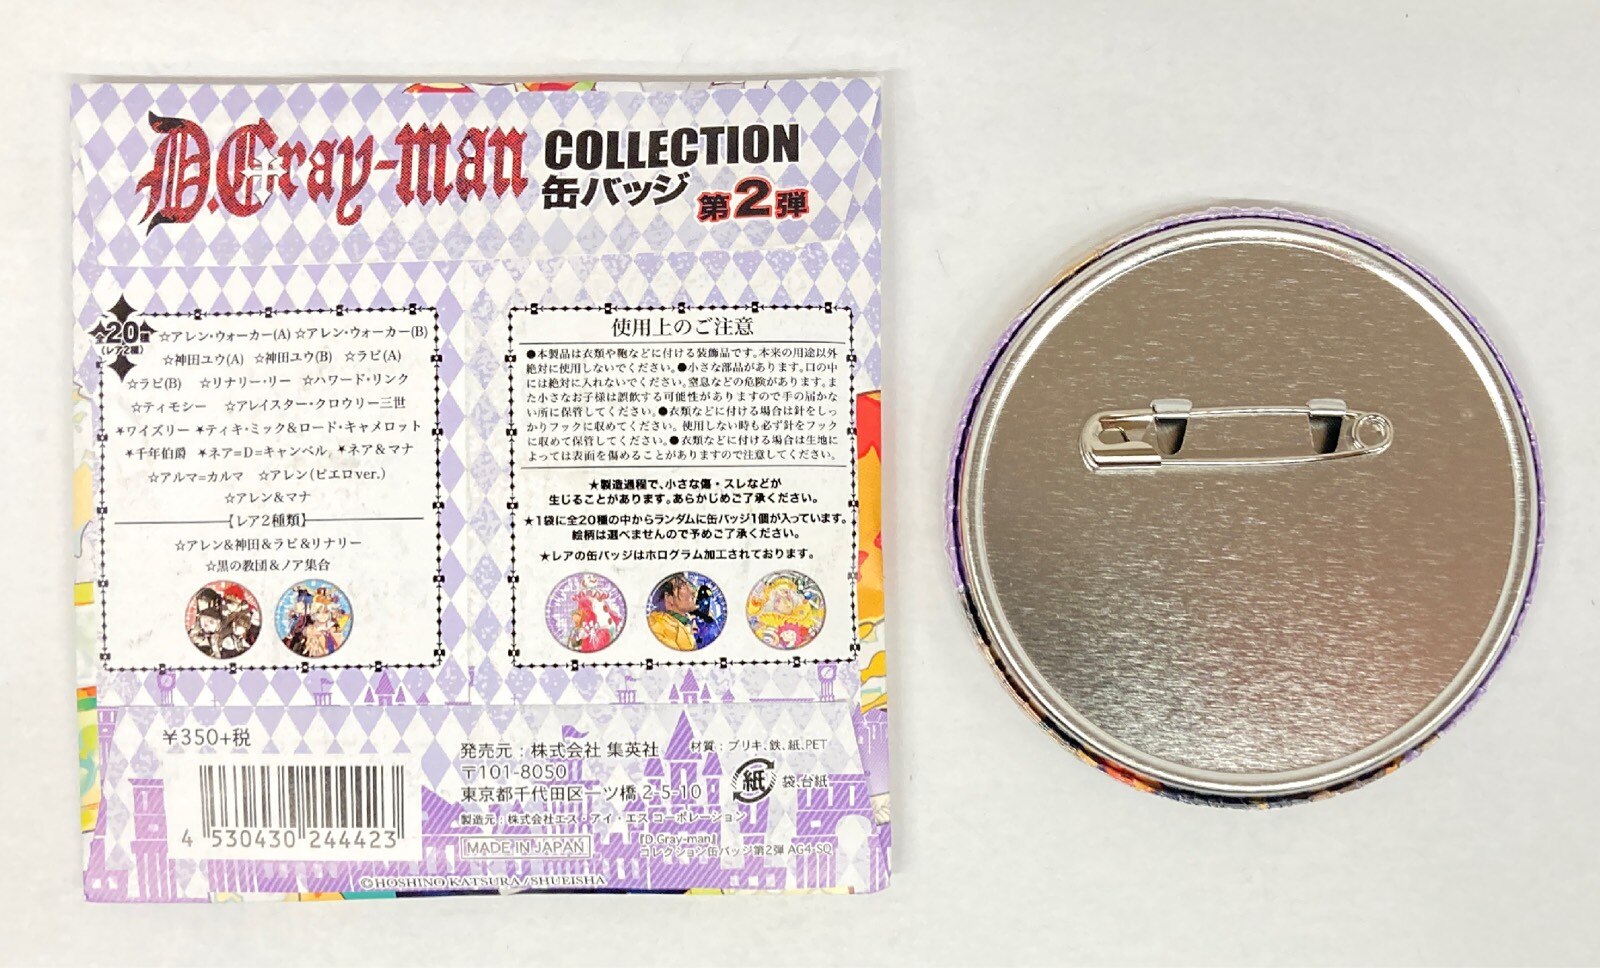 D.Gray-man COLLECTION
缶バッジ 第2弾
全20種
(レア2種)
☆アレン・ウォーカー(A) ☆アレン・ウォーカー(B)
☆神田ユウ(A) ☆神田ユウ(B) ☆ラビ(A)
☆ラビ(B) ☆リナリー・リー ☆ハワード・リンク
☆ティモシー ☆アレイスター・クロウリー三世
★ワイズリー ★ティキ・ミック&ロード・キャメロット
★千年伯爵 ★ネア=D=キャンベル ★ネア&マナ
☆アルマ=カルマ ☆アレン(ピエロver.)
☆アレン&マナ
【レア2種類】
☆アレン&神田&ラビ&リナリー
☆黒の教団&ノア集合
使用上のご注意
●本製品は衣類や鞄などに付ける装飾品です。本来の用途以外
絶対に使用しないでください。●小さな部品があります。口の中
には絶対に入れないでください。窒息などの危険があります。ま
た小さなお子様は誤飲する可能性がありますので手の届かな
い所に保管してください。●衣類などに付ける場合は針をしっ
かりフックに収めてください。使用しない時も必ず針をフック
に収めて保管してください。●衣類などに付ける場合は生地に
よっては表面を傷めることがありますので注意してください。
★製造過程で、小さな傷・スレなどが
生じることがあります。あらかじめご了承ください。
★1袋に全20種の中からランダムに缶バッジ1個が入っています。
絵柄は選べませんので予めご了承ください。
★レアの缶バッジはホログラム加工されております。
¥350+税
4 530430 244423
発売元：株式会社 集英社
〒101-8050
東京都千代田区一ツ橋 2-5-10
製造元：株式会社エス・アイ・エス コーポレーション
MADE IN JAPAN
材質：ブリキ、鉄、紙、PET
紙 袋、台紙
『D.Gray-man』
コレクション缶バッジ第2弾 AG4-SQ
©HOSHINO KATSURA/SHUEISHA